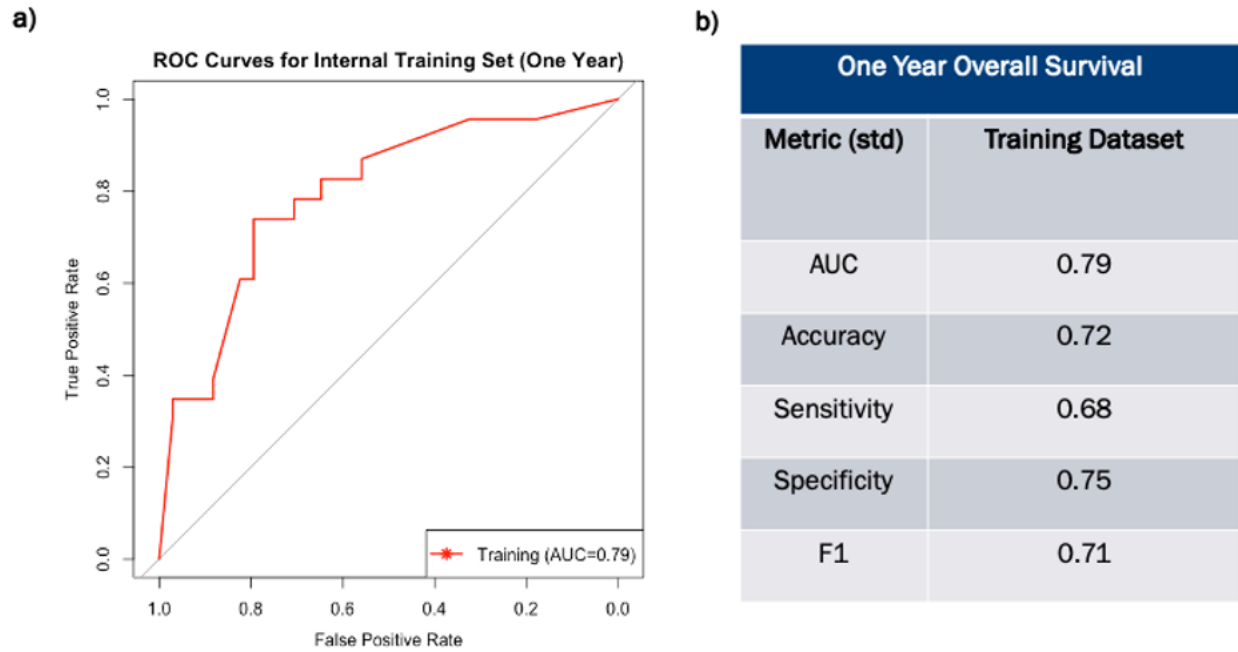 a)
ROC Curves for Internal Training Set (One Year)
True Positive Rate
1.0
0.8
0.6
0.4
0.2
0.0
Training (AUC=0.79)
1.0 0.8 0.6 0.4 0.2 0.0
False Positive Rate
b)
One Year Overall Survival
Metric (std) Training Dataset
AUC 0.79
Accuracy 0.72
Sensitivity 0.68
Specificity 0.75
F1 0.71